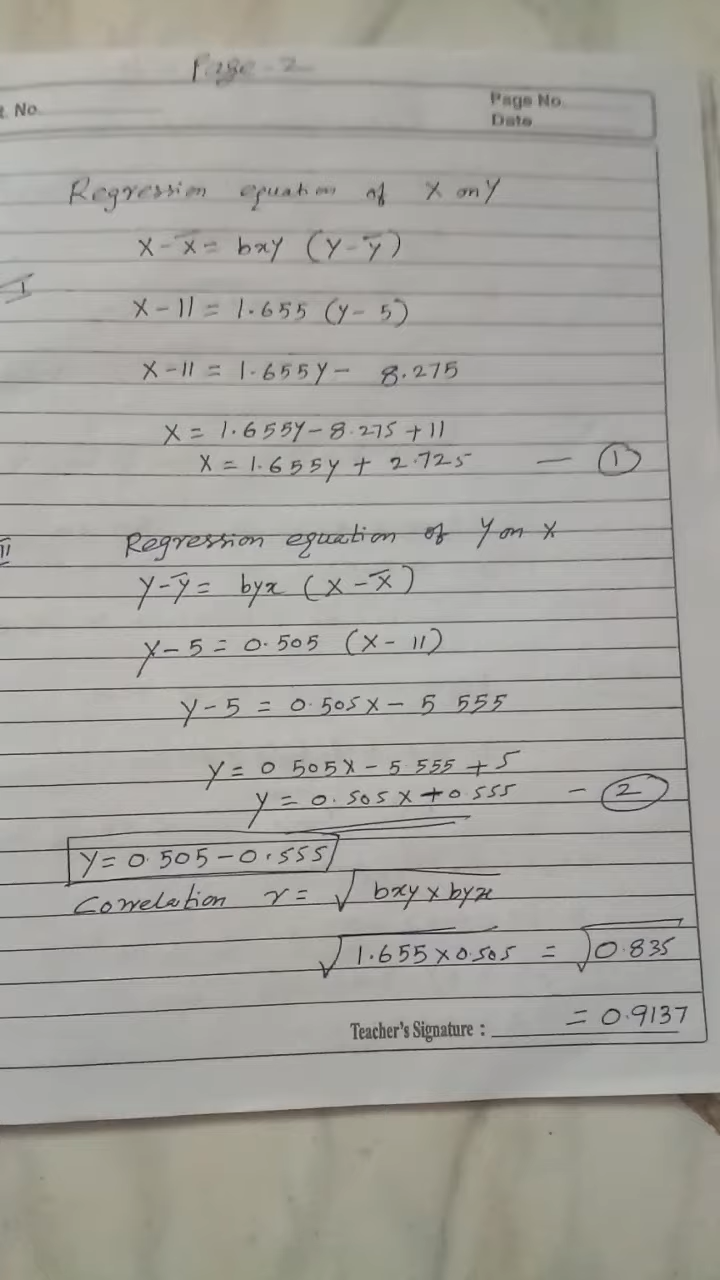 Page-2
R. No.
Page No.
Date
Regression equation of X on Y
X - X̅ = bxy (Y - Y̅)
I
X - 11 = 1.655 (Y - 5)
X - 11 = 1.655Y - 8.275
X = 1.655Y - 8.275 + 11
X = 1.655Y + 2.725 — ①
II
Regression equation of Y on X
Y - Y̅ = byx (X - X̅)
Y - 5 = 0.505 (X - 11)
Y - 5 = 0.505X - 5 555
Y = 0 505X - 5 555 + 5
Y = 0.505X + 0.555 — ②
Y = 0.505 - 0.555
Correlation r = √bxy x byx
√1.655 x 0.505 = √0.835
= 0.9137
Teacher's Signature :